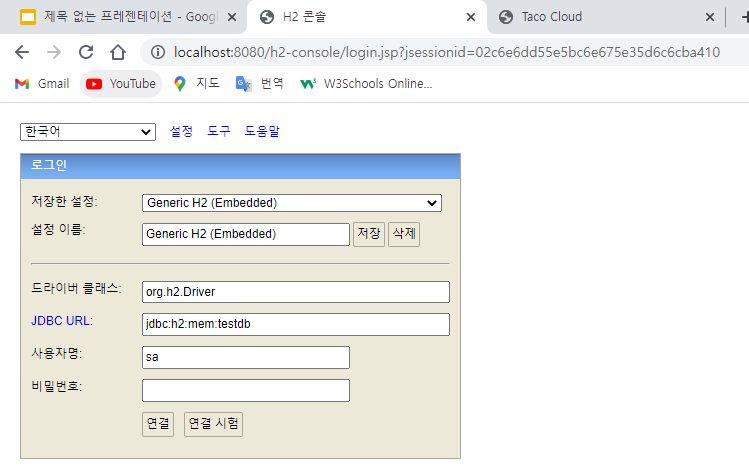 제목 없는 프레젠테이션 - Goog
H2 콘솔
Taco Cloud
localhost:8080/h2-console/login.jsp?jsessionid=02c6e6dd55e5bc6e675e35d6c6cba410
Gmail YouTube 지도 번역 W3Schools Online...
한국어 설정 도구 도움말
로그인
저장한 설정: Generic H2 (Embedded)
설정 이름: Generic H2 (Embedded) 저장 삭제
드라이버 클래스: org.h2.Driver
JDBC URL: jdbc:h2:mem:testdb
사용자명: sa
비밀번호:
연결 연결 시험